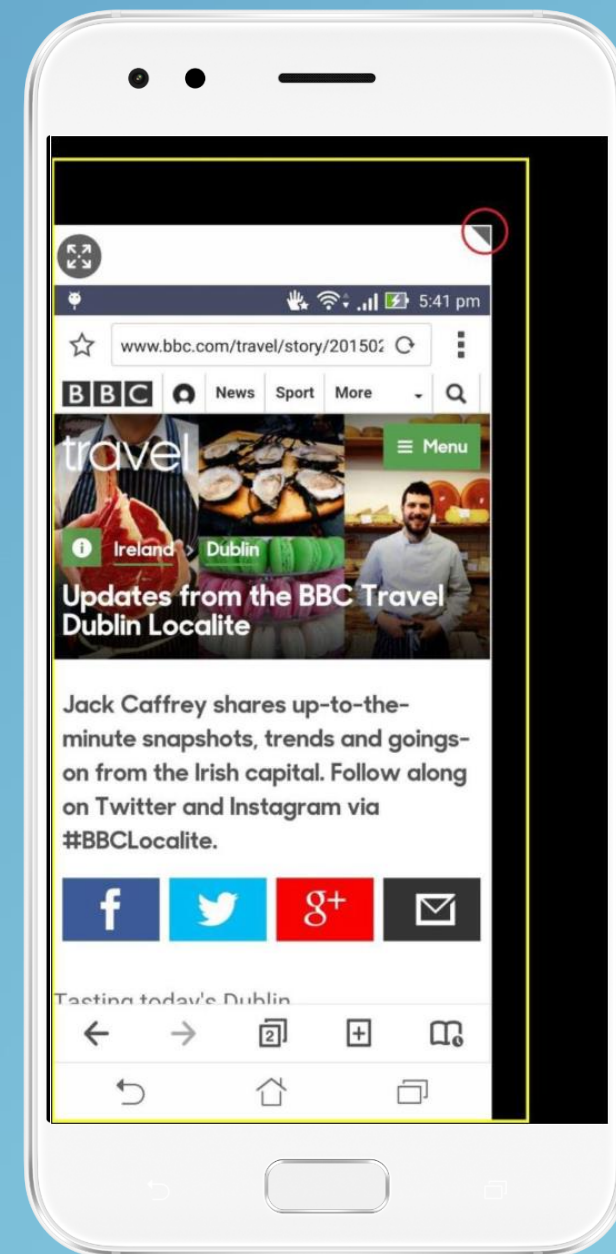 5:41 pm
www.bbc.com/travel/story/201502
BBC News Sport More
travel
Menu
Ireland > Dublin
Updates from the BBC Travel
Dublin Localite
Jack Caffrey shares up-to-the-
minute snapshots, trends and goings-
on from the Irish capital. Follow along
on Twitter and Instagram via
#BBCLocalite.
f g+
Tasting today's Dublin
2